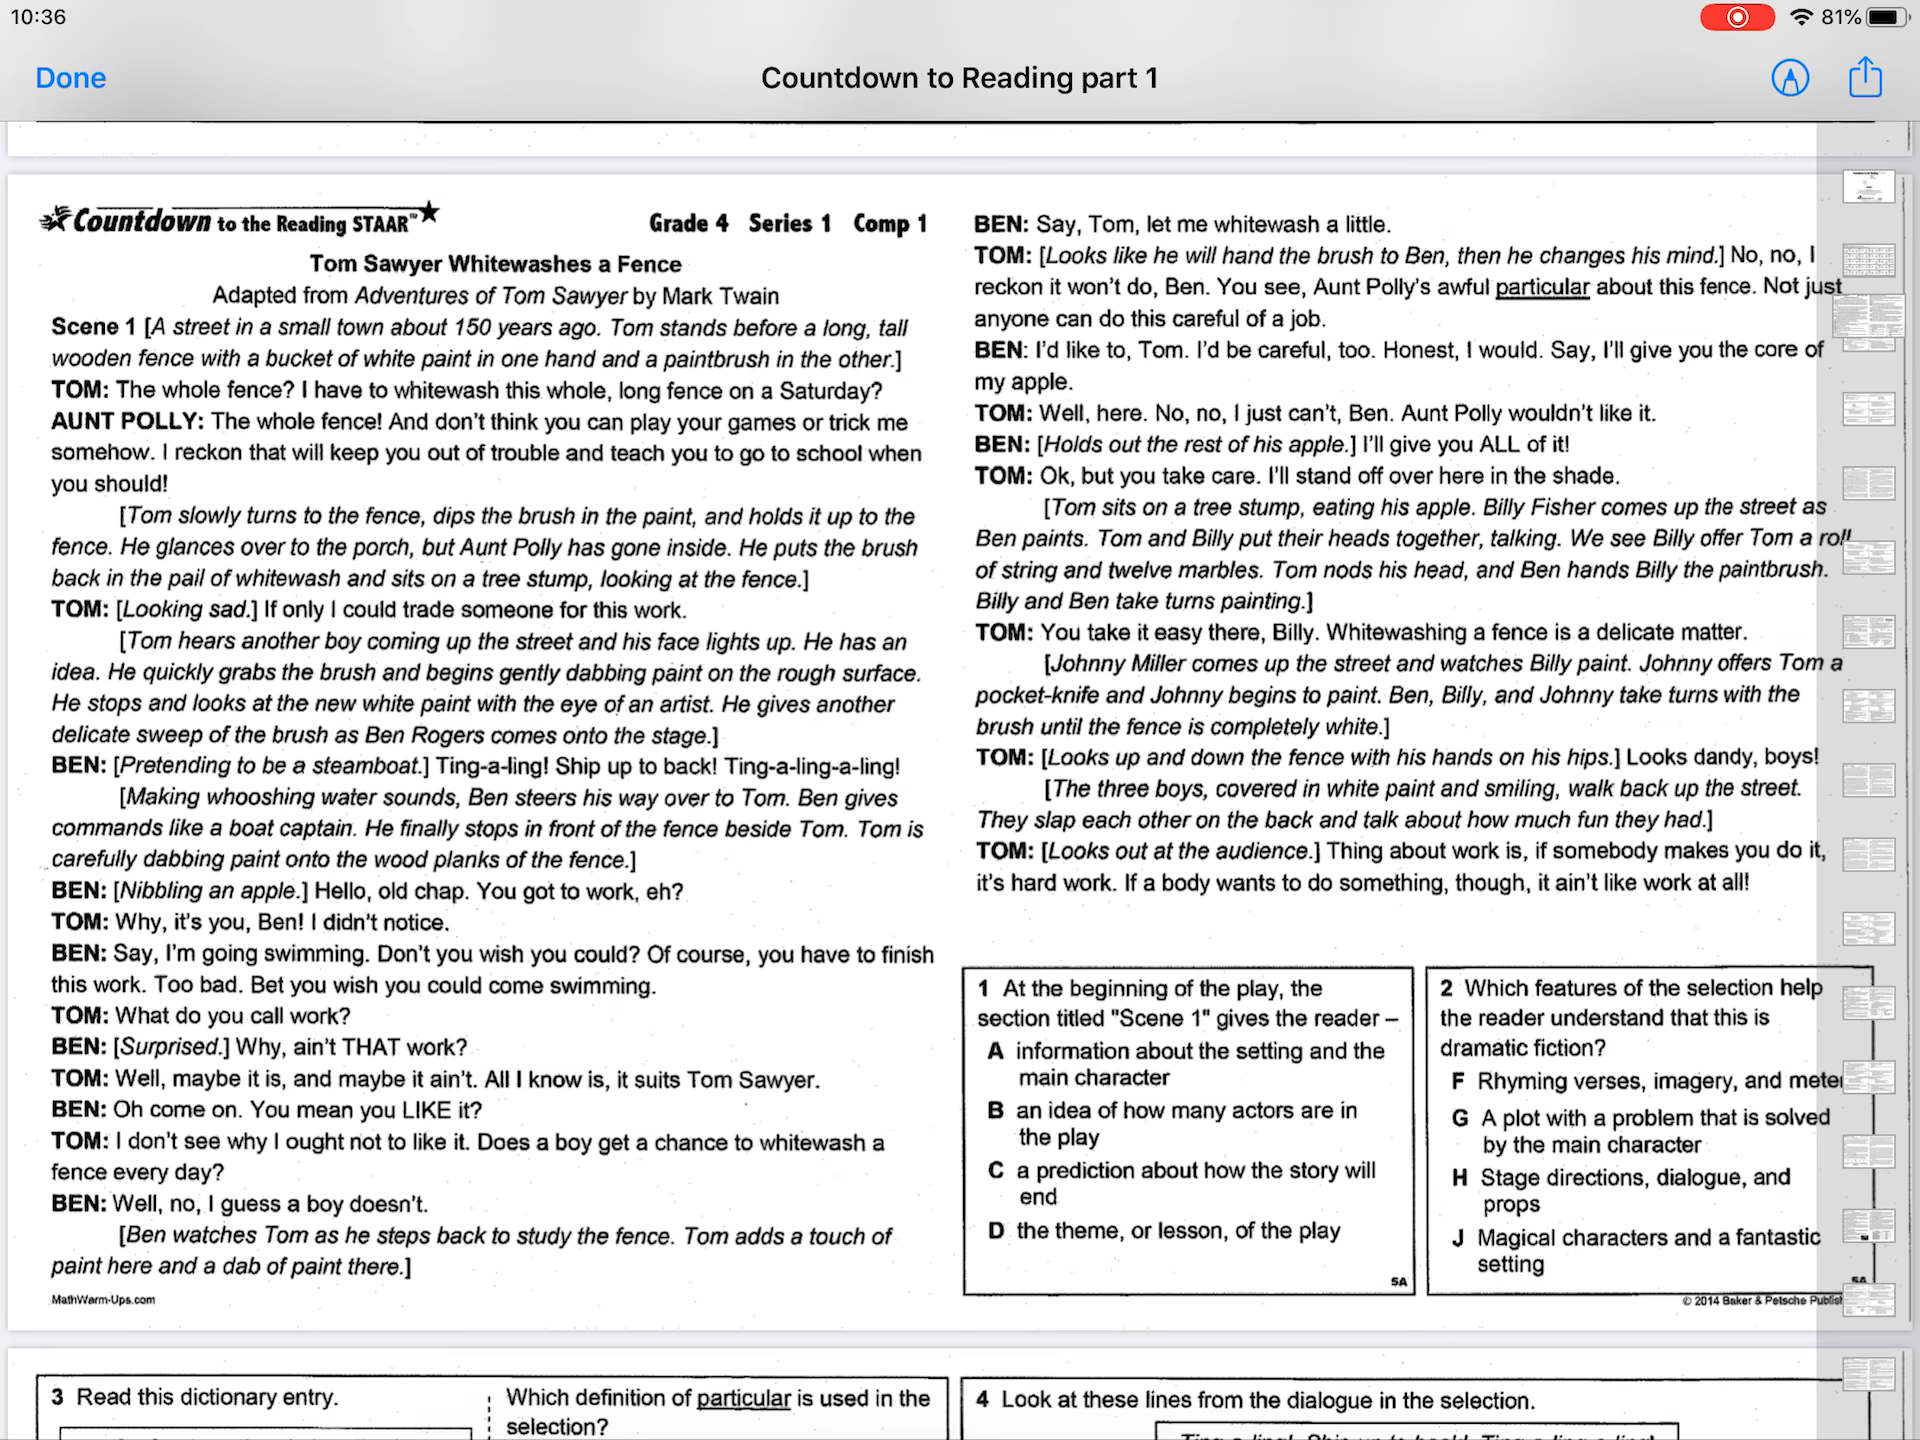 10:36
81%
Done
Countdown to Reading part 1
Countdown to the Reading STAAR™
Grade 4 Series 1 Comp 1
Tom Sawyer Whitewashes a Fence
Adapted from Adventures of Tom Sawyer by Mark Twain
Scene 1 [A street in a small town about 150 years ago. Tom stands before a long, tall
wooden fence with a bucket of white paint in one hand and a paintbrush in the other.]
TOM: The whole fence? I have to whitewash this whole, long fence on a Saturday?
AUNT POLLY: The whole fence! And don't think you can play your games or trick me
somehow. I reckon that will keep you out of trouble and teach you to go to school when
you should!
[Tom slowly turns to the fence, dips the brush in the paint, and holds it up to the
fence. He glances over to the porch, but Aunt Polly has gone inside. He puts the brush
back in the pail of whitewash and sits on a tree stump, looking at the fence.]
TOM: [Looking sad.] If only I could trade someone for this work.
[Tom hears another boy coming up the street and his face lights up. He has an
idea. He quickly grabs the brush and begins gently dabbing paint on the rough surface.
He stops and looks at the new white paint with the eye of an artist. He gives another
delicate sweep of the brush as Ben Rogers comes onto the stage.]
BEN: [Pretending to be a steamboat.] Ting-a-ling! Ship up to back! Ting-a-ling-a-ling!
[Making whooshing water sounds, Ben steers his way over to Tom. Ben gives
commands like a boat captain. He finally stops in front of the fence beside Tom. Tom is
carefully dabbing paint onto the wood planks of the fence.]
BEN: [Nibbling an apple.] Hello, old chap. You got to work, eh?
TOM: Why, it's you, Ben! I didn't notice.
BEN: Say, I'm going swimming. Don't you wish you could? Of course, you have to finish
this work. Too bad. Bet you wish you could come swimming.
TOM: What do you call work?
BEN: [Surprised.] Why, ain't THAT work?
TOM: Well, maybe it is, and maybe it ain't. All I know is, it suits Tom Sawyer.
BEN: Oh come on. You mean you LIKE it?
TOM: I don't see why I ought not to like it. Does a boy get a chance to whitewash a
fence every day?
BEN: Well, no, I guess a boy doesn't.
[Ben watches Tom as he steps back to study the fence. Tom adds a touch of
paint here and a dab of paint there.]
MathWarm-Ups.com
BEN: Say, Tom, let me whitewash a little.
TOM: [Looks like he will hand the brush to Ben, then he changes his mind.] No, no, I
reckon it won't do, Ben. You see, Aunt Polly's awful particular about this fence. Not just
anyone can do this careful of a job.
BEN: I'd like to, Tom. I'd be careful, too. Honest, I would. Say, I'll give you the core of
my apple.
TOM: Well, here. No, no, I just can't, Ben. Aunt Polly wouldn't like it.
BEN: [Holds out the rest of his apple.] I'll give you ALL of it!
TOM: Ok, but you take care. I'll stand off over here in the shade.
[Tom sits on a tree stump, eating his apple. Billy Fisher comes up the street as
Ben paints. Tom and Billy put their heads together, talking. We see Billy offer Tom a roll
of string and twelve marbles. Tom nods his head, and Ben hands Billy the paintbrush.
Billy and Ben take turns painting.]
TOM: You take it easy there, Billy. Whitewashing a fence is a delicate matter.
[Johnny Miller comes up the street and watches Billy paint. Johnny offers Tom a
pocket-knife and Johnny begins to paint. Ben, Billy, and Johnny take turns with the
brush until the fence is completely white.]
TOM: [Looks up and down the fence with his hands on his hips.] Looks dandy, boys!
[The three boys, covered in white paint and smiling, walk back up the street.
They slap each other on the back and talk about how much fun they had.]
TOM: [Looks out at the audience.] Thing about work is, if somebody makes you do it,
it's hard work. If a body wants to do something, though, it ain't like work at all!
1 At the beginning of the play, the
section titled "Scene 1" gives the reader –
A information about the setting and the
main character
B an idea of how many actors are in
the play
C a prediction about how the story will
end
D the theme, or lesson, of the play
5A
2 Which features of the selection help
the reader understand that this is
dramatic fiction?
F Rhyming verses, imagery, and mete
G A plot with a problem that is solved
by the main character
H Stage directions, dialogue, and
props
J Magical characters and a fantastic
setting
5A
© 2014 Baker & Petsche Publis
3 Read this dictionary entry.
Which definition of particular is used in the
selection?
4 Look at these lines from the dialogue in the selection.